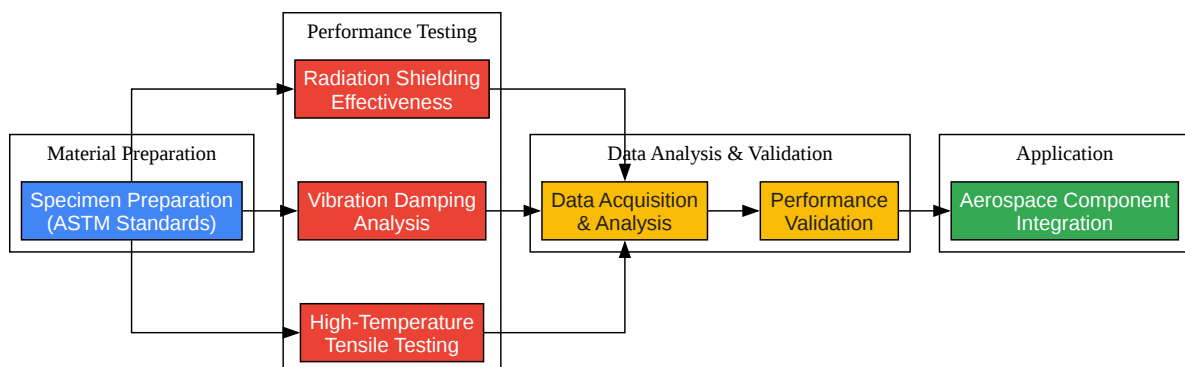 Performance Testing
Radiation Shielding
Effectiveness
Material Preparation
Specimen Preparation
(ASTM Standards)
Vibration Damping
Analysis
High-Temperature
Tensile Testing
Data Analysis & Validation
Data Acquisition
& Analysis
Performance
Validation
Application
Aerospace Component
Integration